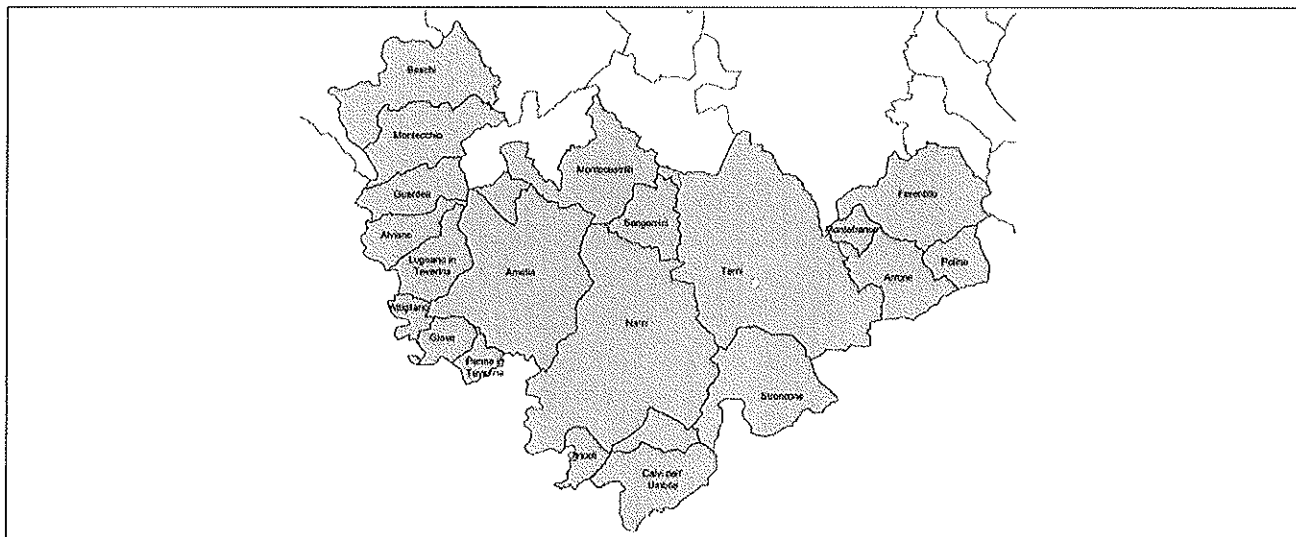 Baschi
Montecchio
Guardea
Alviano
Lugnano in
Teverina
Attigliano
Giove
Penna in
Teverina
Amelia
Montecastrilli
Sangemini
Narni
Terni
Stroncone
Otricoli
Calvi dell'
Umbria
Ferentillo
Montefranco
Arrone
Polino